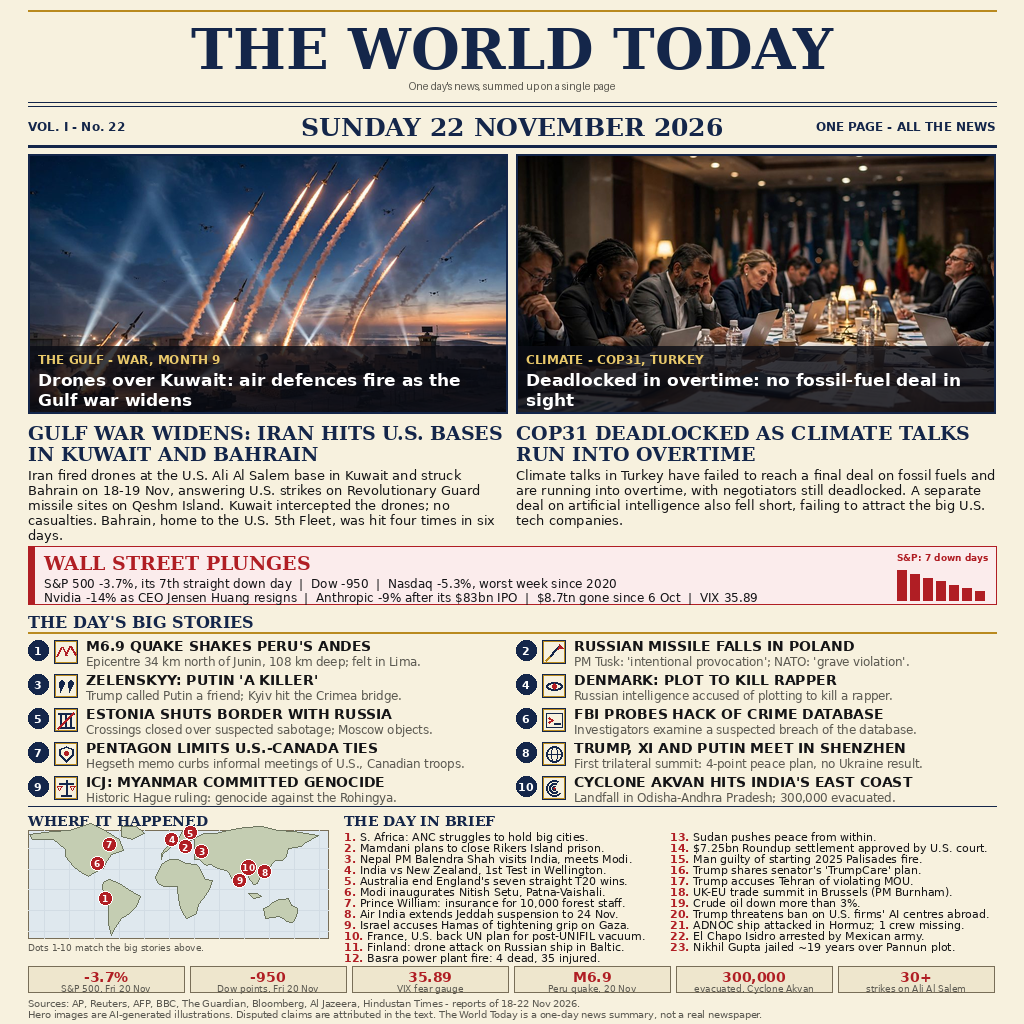 THE WORLD TODAY
One day's news, summed up on a single page
VOL. I - No. 22
SUNDAY 22 NOVEMBER 2026
ONE PAGE - ALL THE NEWS
THE GULF - WAR, MONTH 9
Drones over Kuwait: air defences fire as the
Gulf war widens
CLIMATE - COP31, TURKEY
Deadlocked in overtime: no fossil-fuel deal in
sight
GULF WAR WIDENS: IRAN HITS U.S. BASES
IN KUWAIT AND BAHRAIN
Iran fired drones at the U.S. Ali Al Salem base in Kuwait and struck
Bahrain on 18-19 Nov, answering U.S. strikes on Revolutionary Guard
missile sites on Qeshm Island. Kuwait intercepted the drones; no
casualties. Bahrain, home to the U.S. 5th Fleet, was hit four times in six
days.
COP31 DEADLOCKED AS CLIMATE TALKS
RUN INTO OVERTIME
Climate talks in Turkey have failed to reach a final deal on fossil fuels and
are running into overtime, with negotiators still deadlocked. A separate
deal on artificial intelligence also fell short, failing to attract the big U.S.
tech companies.
WALL STREET PLUNGES
S&P 500 -3.7%, its 7th straight down day | Dow -950 | Nasdaq -5.3%, worst week since 2020
Nvidia -14% as CEO Jensen Huang resigns | Anthropic -9% after its $83bn IPO | $8.7tn gone since 6 Oct | VIX 35.89
S&P: 7 down days
THE DAY'S BIG STORIES
1 M6.9 QUAKE SHAKES PERU'S ANDES
Epicentre 34 km north of Junin, 108 km deep; felt in Lima.
2 RUSSIAN MISSILE FALLS IN POLAND
PM Tusk: 'intentional provocation'; NATO: 'grave violation'.
3 ZELENSKYY: PUTIN 'A KILLER'
Trump called Putin a friend; Kyiv hit the Crimea bridge.
4 DENMARK: PLOT TO KILL RAPPER
Russian intelligence accused of plotting to kill a rapper.
5 ESTONIA SHUTS BORDER WITH RUSSIA
Crossings closed over suspected sabotage; Moscow objects.
6 FBI PROBES HACK OF CRIME DATABASE
Investigators examine a suspected breach of the database.
7 PENTAGON LIMITS U.S.-CANADA TIES
Hegseth memo curbs informal meetings of U.S., Canadian troops.
8 TRUMP, XI AND PUTIN MEET IN SHENZHEN
First trilateral summit: 4-point peace plan, no Ukraine result.
9 ICJ: MYANMAR COMMITTED GENOCIDE
Historic Hague ruling: genocide against the Rohingya.
10 CYCLONE AKVAN HITS INDIA'S EAST COAST
Landfall in Odisha-Andhra Pradesh; 300,000 evacuated.
WHERE IT HAPPENED
5
4
2
7
3
6
10
8
9
1
Dots 1-10 match the big stories above.
THE DAY IN BRIEF
1. S. Africa: ANC struggles to hold big cities.
2. Mamdani plans to close Rikers Island prison.
3. Nepal PM Balendra Shah visits India, meets Modi.
4. India vs New Zealand, 1st Test in Wellington.
5. Australia end England's seven straight T20 wins.
6. Modi inaugurates Nitish Setu, Patna-Vaishali.
7. Prince William: insurance for 10,000 forest staff.
8. Air India extends Jeddah suspension to 24 Nov.
9. Israel accuses Hamas of tightening grip on Gaza.
10. France, U.S. back UN plan for post-UNIFIL vacuum.
11. Finland: drone attack on Russian ship in Baltic.
12. Basra power plant fire: 4 dead, 35 injured.
13. Sudan pushes peace from within.
14. $7.25bn Roundup settlement approved by U.S. court.
15. Man guilty of starting 2025 Palisades fire.
16. Trump shares senator's 'TrumpCare' plan.
17. Trump accuses Tehran of violating MOU.
18. UK-EU trade summit in Brussels (PM Burnham).
19. Crude oil down more than 3%.
20. Trump threatens ban on U.S. firms' AI centres abroad.
21. ADNOC ship attacked in Hormuz; 1 crew missing.
22. El Chapo Isidro arrested by Mexican army.
23. Nikhil Gupta jailed ~19 years over Pannun plot.
-3.7%
S&P 500, Fri 20 Nov
-950
Dow points, Fri 20 Nov
35.89
VIX fear gauge
M6.9
Peru quake, 20 Nov
300,000
evacuated, Cyclone Akvan
30+
strikes on Ali Al Salem
Sources: AP, Reuters, AFP, BBC, The Guardian, Bloomberg, Al Jazeera, Hindustan Times - reports of 18-22 Nov 2026.
Hero images are AI-generated illustrations. Disputed claims are attributed in the text. The World Today is a one-day news summary, not a real newspaper.